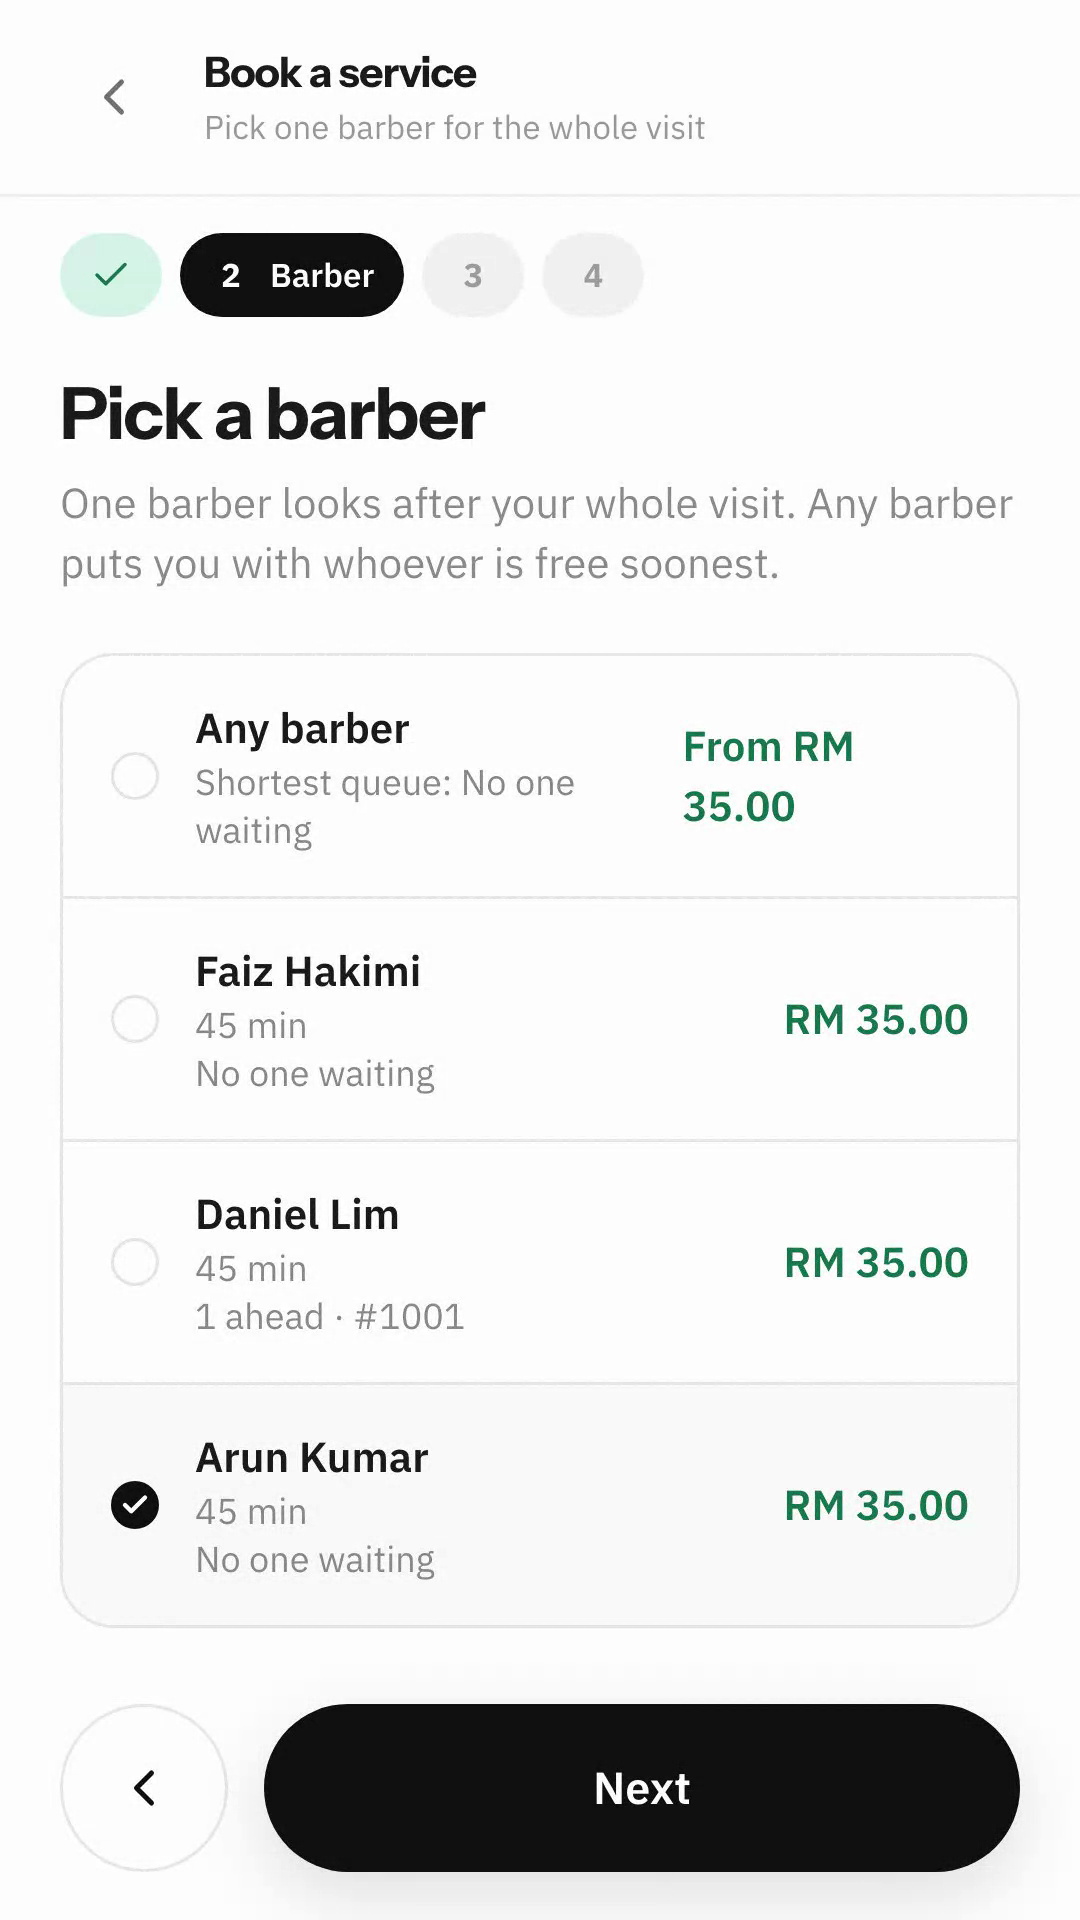 Book a service
Pick one barber for the whole visit
2 Barber 3 4
Pick a barber
One barber looks after your whole visit. Any barber
puts you with whoever is free soonest.
Any barber
Shortest queue: No one
waiting
From RM
35.00
Faiz Hakimi
45 min
No one waiting
RM 35.00
Daniel Lim
45 min
1 ahead · #1001
RM 35.00
Arun Kumar
45 min
No one waiting
RM 35.00
Next